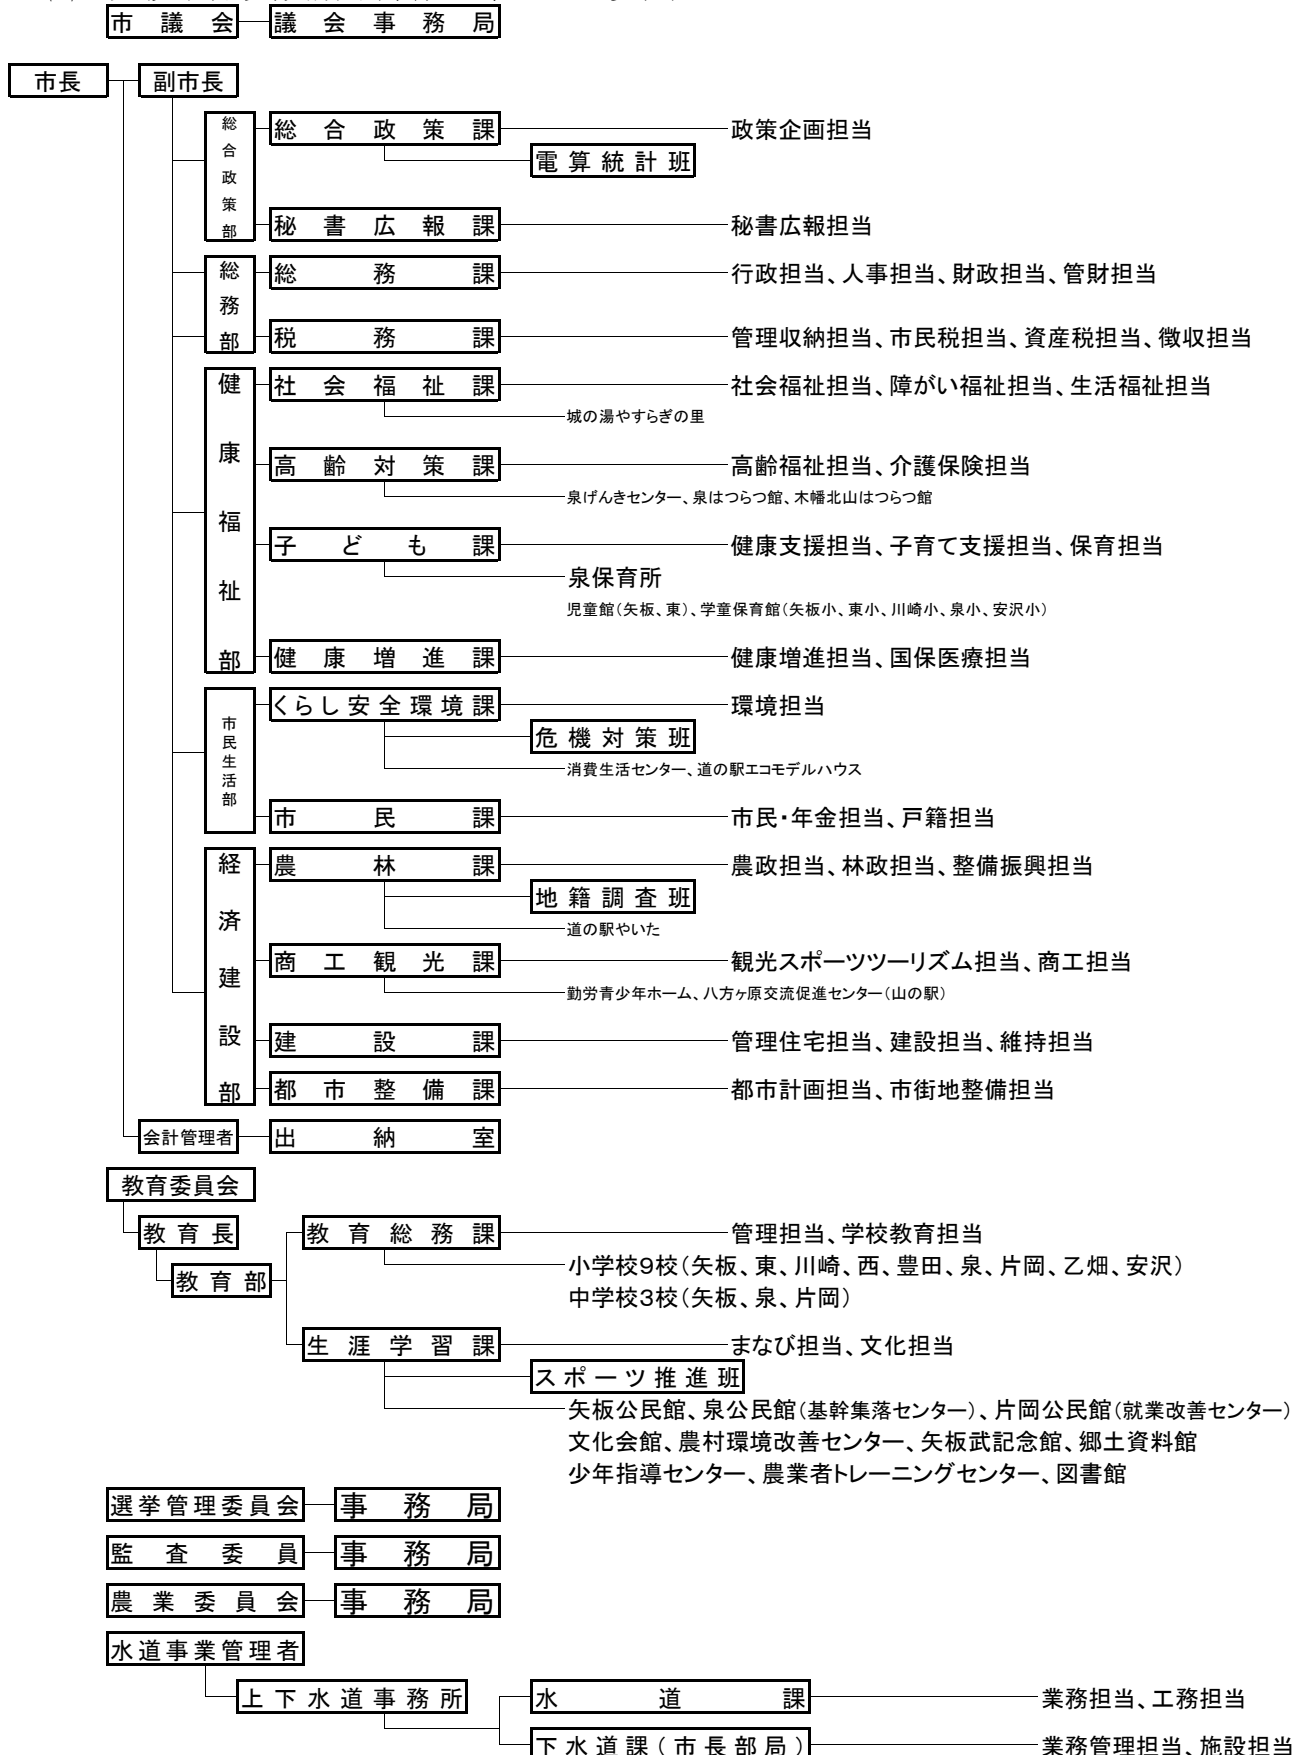 市議会 議会事務局
市長 副市長
総合政策部 総合政策課 政策企画担当
電算統計班
秘書広報課 秘書広報担当
総務部 総務課 行政担当、人事担当、財政担当、管財担当
税務課 管理収納担当、市民税担当、資産税担当、徴収担当
健康福祉部 社会福祉課 社会福祉担当、障がい福祉担当、生活福祉担当
城の湯やすらぎの里
高齢対策課 高齢福祉担当、介護保険担当
泉げんきセンター、泉はつらつ館、木幡北山はつらつ館
子ども課 健康支援担当、子育て支援担当、保育担当
泉保育所
児童館（矢板、東）、学童保育館（矢板小、東小、川崎小、泉小、安沢小）
健康増進課 健康増進担当、国保医療担当
市民生活部 くらし安全環境課 環境担当
危機対策班
消費生活センター、道の駅エコモデルハウス
市民課 市民・年金担当、戸籍担当
経済建設部 農林課 農政担当、林政担当、整備振興担当
地籍調査班
道の駅やいた
商工観光課 観光スポーツツーリズム担当、商工担当
勤労青少年ホーム、八方ヶ原交流促進センター（山の駅）
建設課 管理住宅担当、建設担当、維持担当
都市整備課 都市計画担当、市街地整備担当
会計管理者 出納室
教育委員会
教育長 教育総務課 管理担当、学校教育担当
教育部 小学校９校（矢板、東、川崎、西、豊田、泉、片岡、乙畑、安沢）
中学校３校（矢板、泉、片岡）
生涯学習課 まなび担当、文化担当
スポーツ推進班
矢板公民館、泉公民館（基幹集落センター）、片岡公民館（就業改善センター）
文化会館、農村環境改善センター、矢板武記念館、郷土資料館
少年指導センター、農業者トレーニングセンター、図書館
選挙管理委員会 事務局
監査委員 事務局
農業委員会 事務局
水道事業管理者
上下水道事務所 水道課 業務担当、工務担当
下水道課（市長部局） 業務管理担当、施設担当